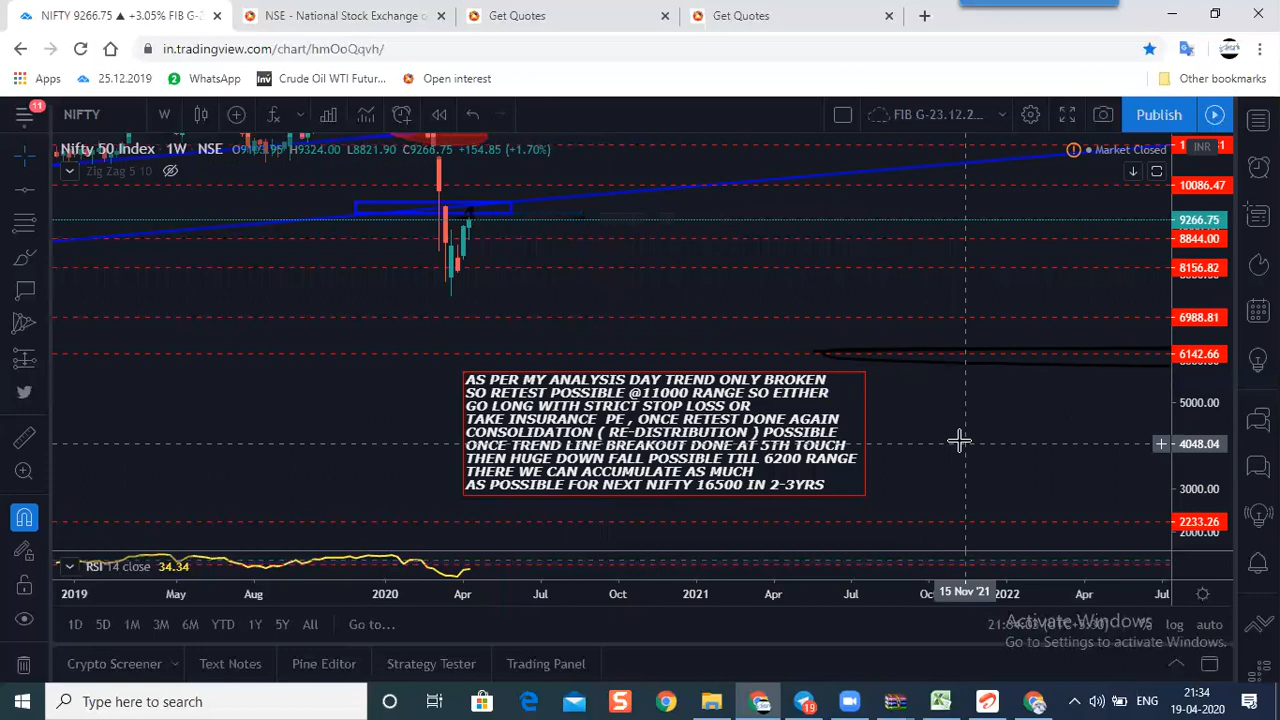 NIFTY 9266.75 ▲ +3.05% FIB G-
NSE - National Stock Exchange o
Get Quotes
Get Quotes
in.tradingview.com/chart/hmOoQqvh/
Apps
25.12.2019
2 WhatsApp
Inv Crude Oil WTI Futur...
Open interest
Other bookmarks
11
NIFTY
W
FIB G-23.12.2...
Publish
Nifty 50 Index 1W NSE
H9324.00 L8821.90 C9266.75 +154.85 (+1.70%)
Market Closed
INR
Zig Zag 5 10
10086.47
9266.75
8844.00
8156.82
6988.81
6142.66
5000.00
4048.04
3000.00
2233.26
2000.00
AS PER MY ANALYSIS DAY TREND ONLY BROKEN
SO RETEST POSSIBLE @11000 RANGE SO EITHER
GO LONG WITH STRICT STOP LOSS OR
TAKE INSURANCE PE , ONCE RETEST DONE AGAIN
CONSOLIDATION ( RE-DISTRIBUTION ) POSSIBLE
ONCE TREND LINE BREAKOUT DONE AT 5TH TOUCH
THEN HUGE DOWN FALL POSSIBLE TILL 6200 RANGE
THERE WE CAN ACCUMULATE AS MUCH
AS POSSIBLE FOR NEXT NIFTY 16500 IN 2-3YRS
RSI 14 close 34.34
2019 May Aug 2020 Apr Jul Oct 2021 Apr Jul 15 Nov '21 2022 Apr Jul
1D 5D 1M 3M 6M YTD 1Y 5Y All Go to...
% log auto
Activate Windows
Go to Settings to activate Windows.
Crypto Screener Text Notes Pine Editor Strategy Tester Trading Panel
Type here to search
19
ENG
21:34
19-04-2020